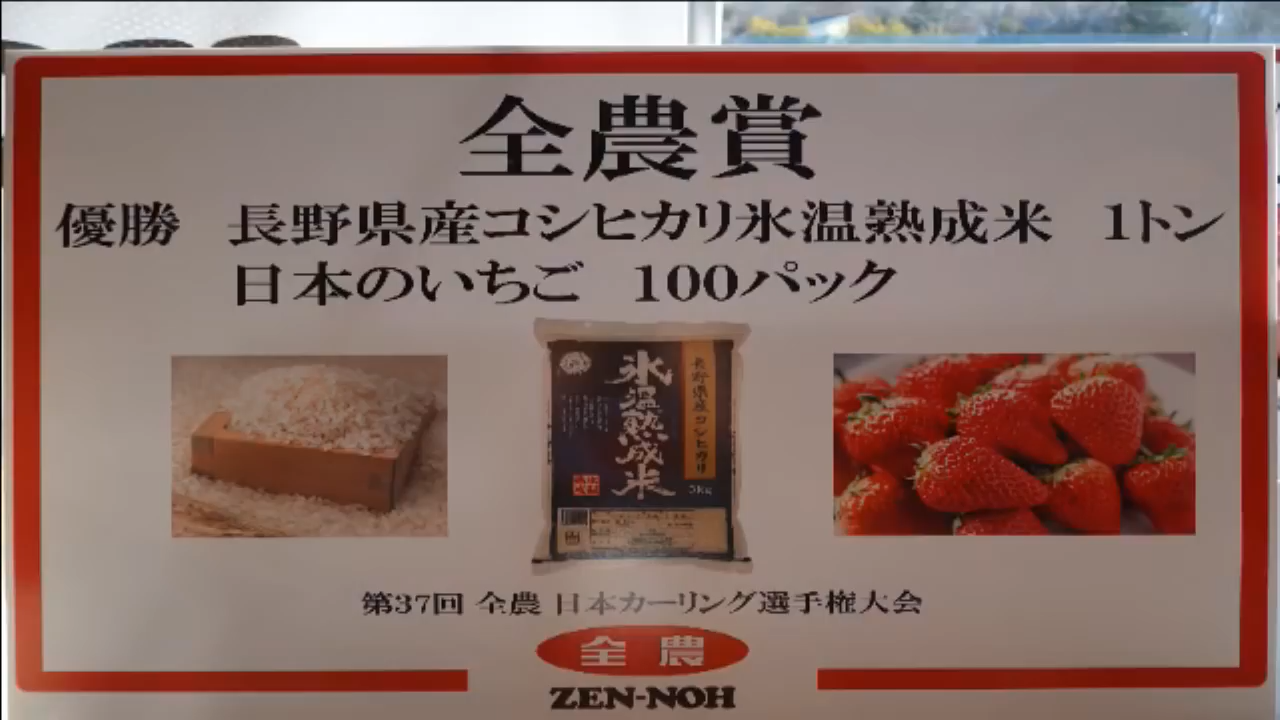 全農賞
優勝 長野県産コシヒカリ氷温熟成米 1トン
日本のいちご 100パック
氷温熟成米
長野県産コシヒカリ
5kg
第37回 全農 日本カーリング選手権大会
全農
ZEN-NOH